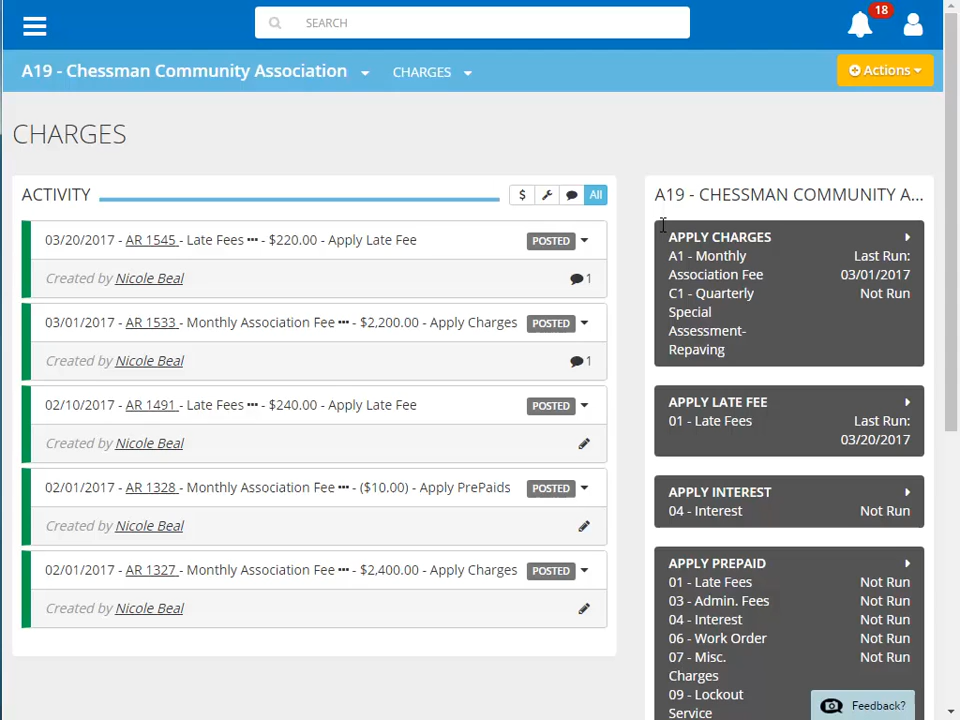 SEARCH
18
A19 - Chessman Community Association
CHARGES
Actions
CHARGES
ACTIVITY
$
All
03/20/2017 - AR 1545 - Late Fees ••• - $220.00 - Apply Late Fee
POSTED
Created by Nicole Beal
1
03/01/2017 - AR 1533 - Monthly Association Fee ••• - $2,200.00 - Apply Charges
POSTED
Created by Nicole Beal
1
02/10/2017 - AR 1491 - Late Fees ••• - $240.00 - Apply Late Fee
POSTED
Created by Nicole Beal
02/01/2017 - AR 1328 - Monthly Association Fee ••• - ($10.00) - Apply PrePaids
POSTED
Created by Nicole Beal
02/01/2017 - AR 1327 - Monthly Association Fee ••• - $2,400.00 - Apply Charges
POSTED
Created by Nicole Beal
A19 - CHESSMAN COMMUNITY A...
APPLY CHARGES
A1 - Monthly Last Run:
Association Fee 03/01/2017
C1 - Quarterly Not Run
Special
Assessment-
Repaving
APPLY LATE FEE
01 - Late Fees Last Run:
03/20/2017
APPLY INTEREST
04 - Interest Not Run
APPLY PREPAID
01 - Late Fees Not Run
03 - Admin. Fees Not Run
04 - Interest Not Run
06 - Work Order Not Run
07 - Misc. Not Run
Charges
09 - Lockout
Service
Feedback?